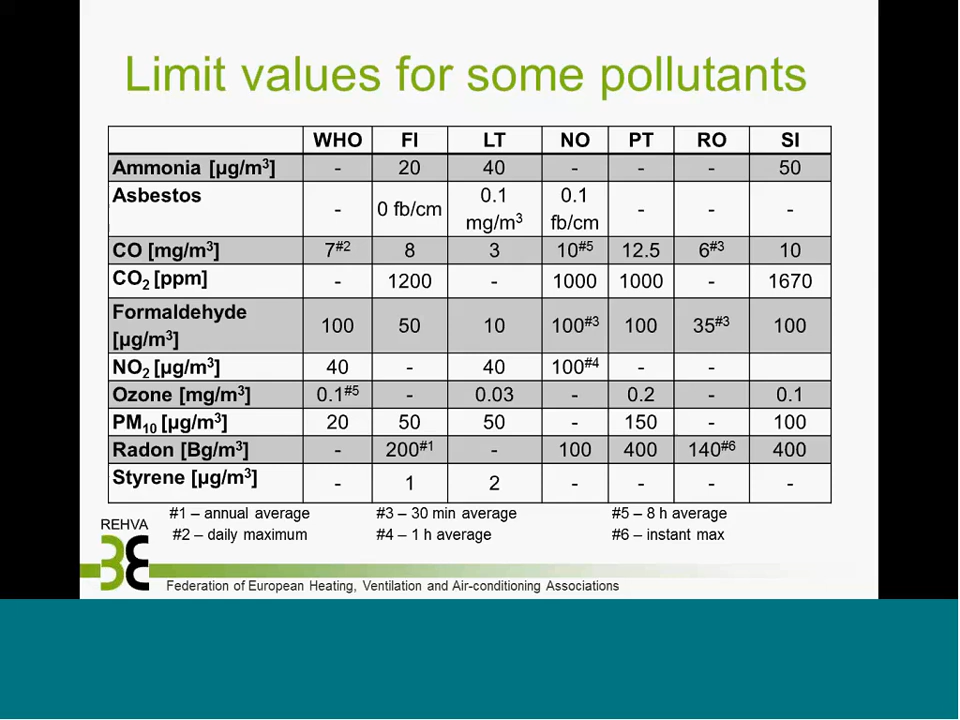 Limit values for some pollutants
WHO FI LT NO PT RO SI
Ammonia [µg/m³] - 20 40 - - - 50
Asbestos - 0 fb/cm 0.1 mg/m³ 0.1 fb/cm - - -
CO [mg/m³] 7#2 8 3 10#5 12.5 6#3 10
CO₂ [ppm] - 1200 - 1000 1000 - 1670
Formaldehyde [µg/m³] 100 50 10 100#3 100 35#3 100
NO₂ [µg/m³] 40 - 40 100#4 - -
Ozone [mg/m³] 0.1#5 - 0.03 - 0.2 - 0.1
PM₁₀ [µg/m³] 20 50 50 - 150 - 100
Radon [Bg/m³] - 200#1 - 100 400 140#6 400
Styrene [µg/m³] - 1 2 - - - -
#1 – annual average #3 – 30 min average #5 – 8 h average
#2 – daily maximum #4 – 1 h average #6 – instant max
REHVA
Federation of European Heating, Ventilation and Air-conditioning Associations